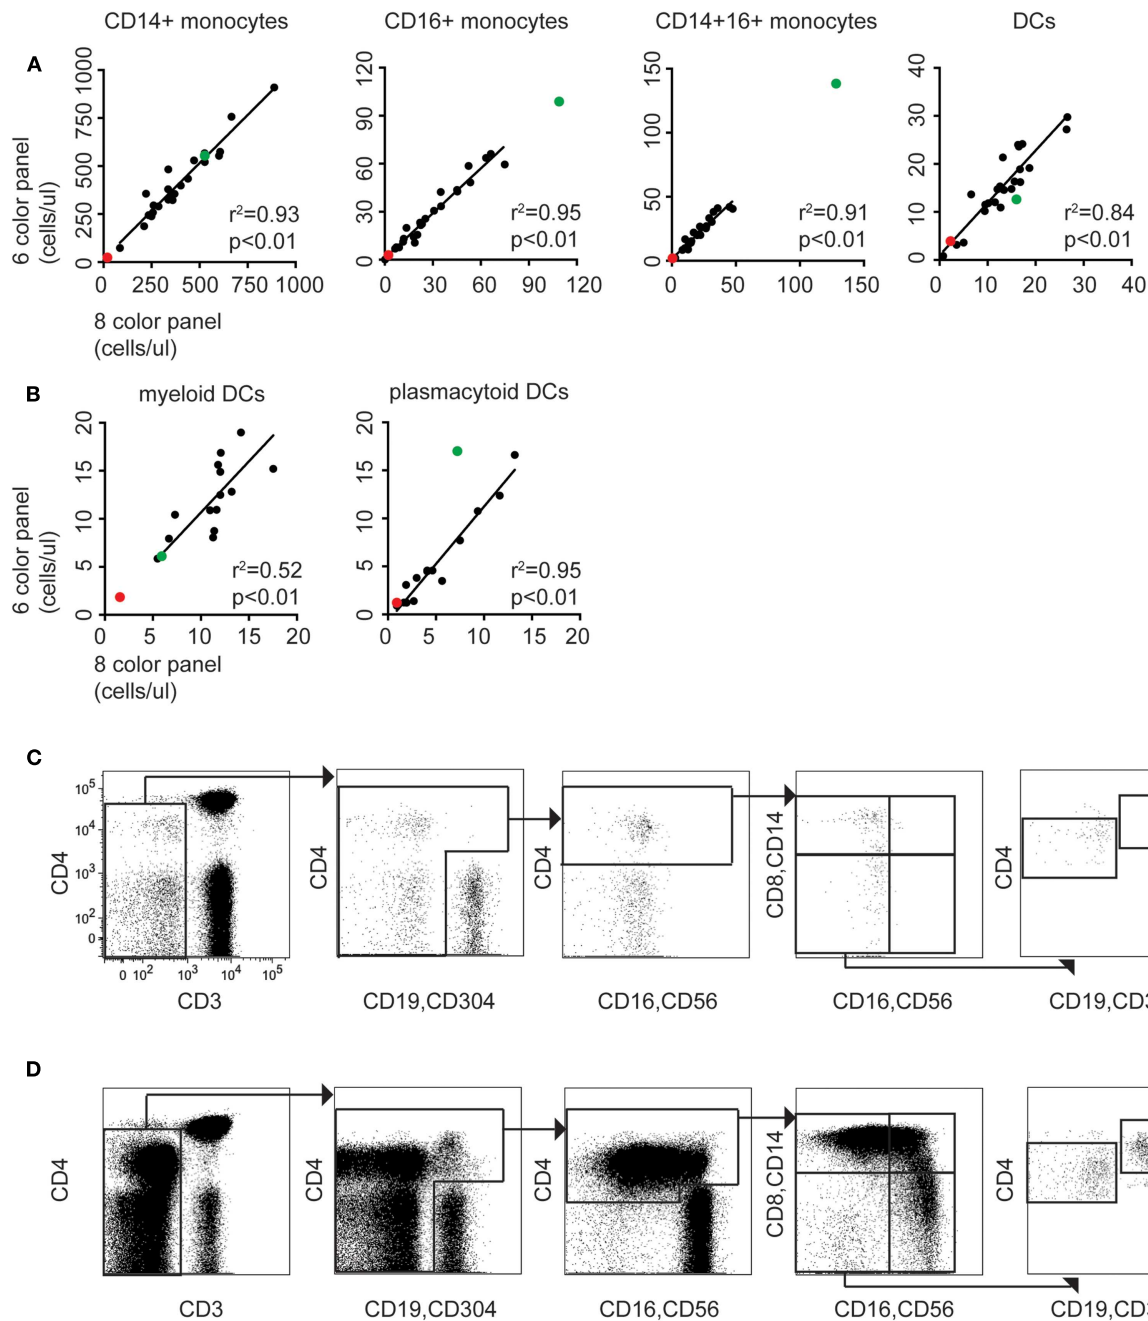 CD14+ monocytes
CD16+ monocytes
CD14+16+ monocytes
DCs
A
6 color panel
(cells/ul)
0 250 500 750 1000
r²=0.93
p<0.01
0 250 500 750 1000
0 30 60 90 120
r²=0.95
p<0.01
0 30 60 90 120
0 50 100 150
r²=0.91
p<0.01
0 50 100 150
0 10 20 30 40
r²=0.84
p<0.01
0 10 20 30 40
8 color panel
(cells/ul)
B
myeloid DCs
plasmacytoid DCs
6 color panel
(cells/ul)
0 5 10 15 20
r²=0.52
p<0.01
0 5 10 15 20
0 5 10 15 20
r²=0.95
p<0.01
0 5 10 15 20
8 color panel
(cells/ul)
C
CD4
10⁵
10⁴
10³
10²
0
0 10² 10³ 10⁴ 10⁵
CD3
CD4
CD19,CD304
CD4
CD16,CD56
CD8,CD14
CD16,CD56
CD4
CD19,CD3
D
CD4
CD3
CD4
CD19,CD304
CD4
CD16,CD56
CD8,CD14
CD16,CD56
CD4
CD19,CD3